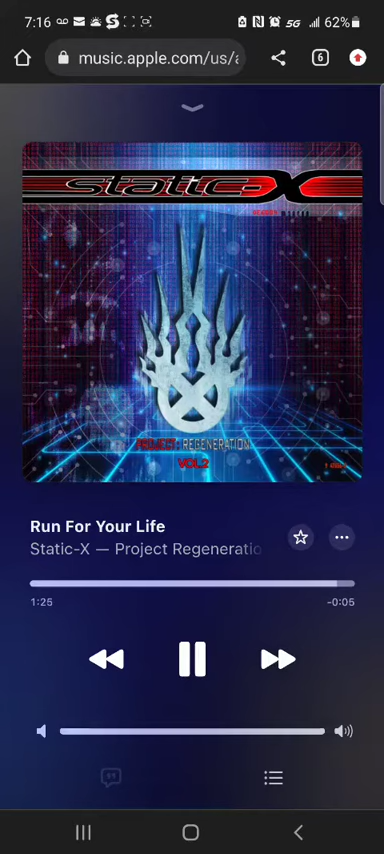 7:16
5G
62%
music.apple.com/us/a
6
static-X
PROJECT: REGENERATION
VOL.2
Run For Your Life
Static-X — Project Regeneratio
1:25
-0:05